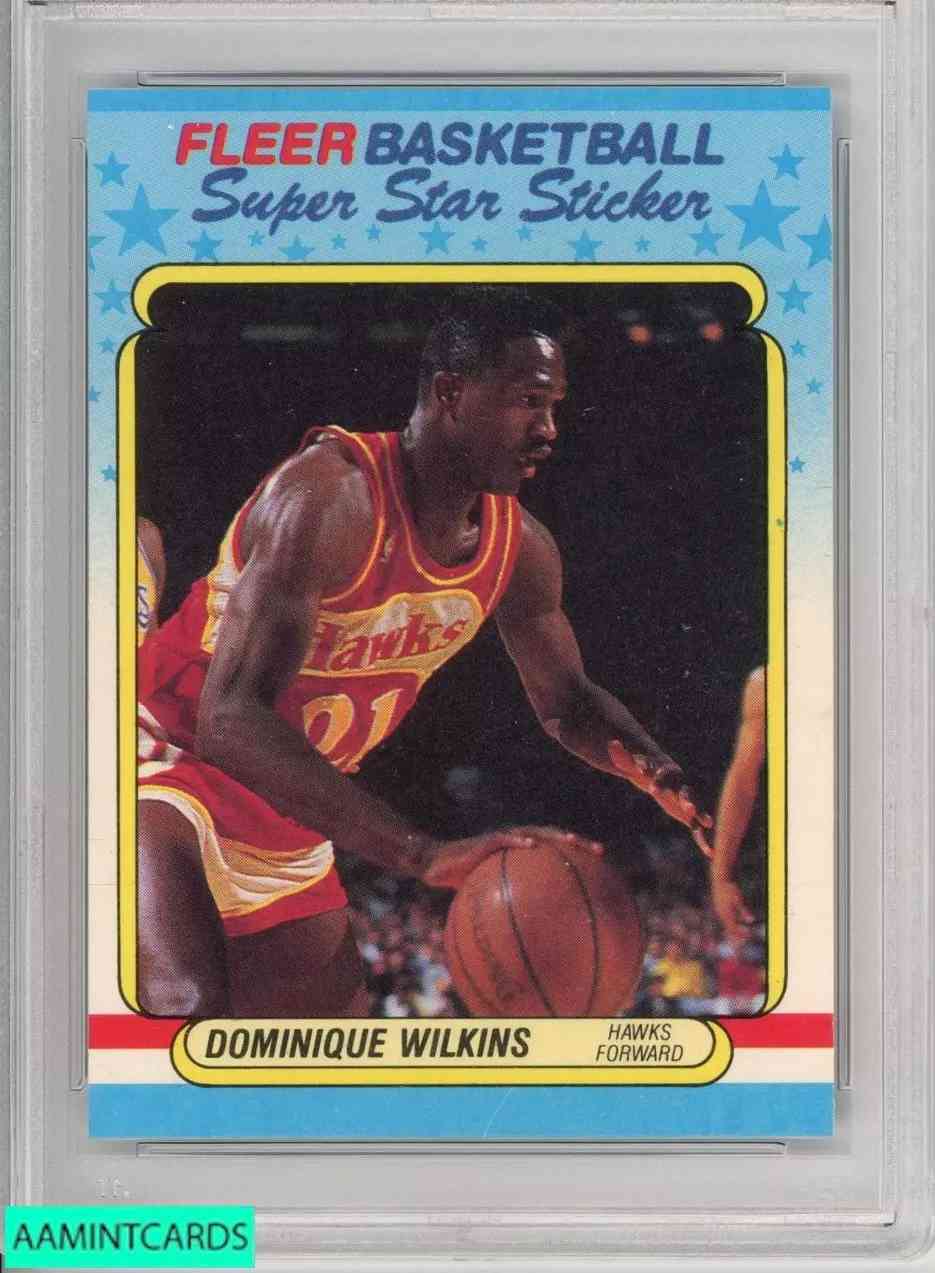 FLEER BASKETBALL
Super Star Sticker
Hawks
21
DOMINIQUE WILKINS
HAWKS
FORWARD
AAMINTCARDS